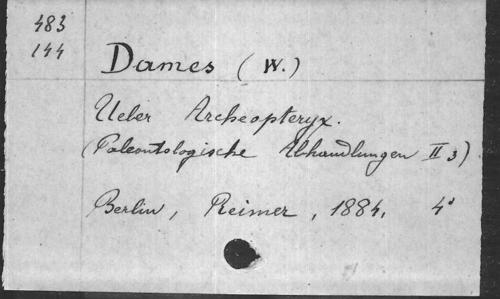 483
144
Dames (W.)
Ueber Archeopteryx.
(Paleontologische Abhandlungen II 3)
Berlin, Reimer, 1884, 4°